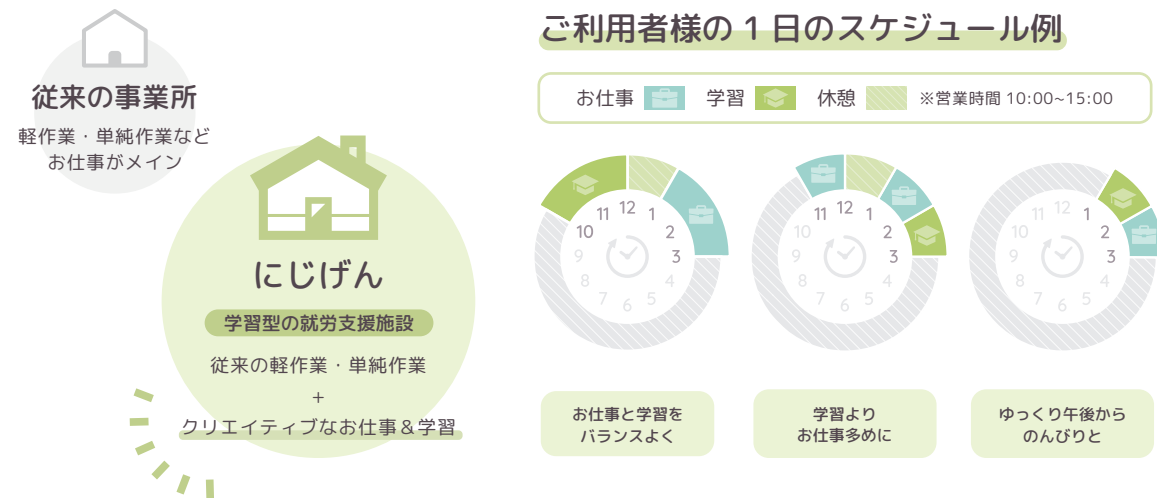 従来の事業所
軽作業・単純作業など
お仕事がメイン
にじげん
学習型の就労支援施設
従来の軽作業・単純作業
+
クリエイティブなお仕事＆学習
ご利用者様の1日のスケジュール例
お仕事 学習 休憩 ※営業時間 10:00~15:00
12
1
2
3
4
5
6
7
8
9
10
11
お仕事と学習を
バランスよく
12
1
2
3
4
5
6
7
8
9
10
11
学習より
お仕事多めに
12
1
2
3
4
5
6
7
8
9
10
11
ゆっくり午後から
のんびりと